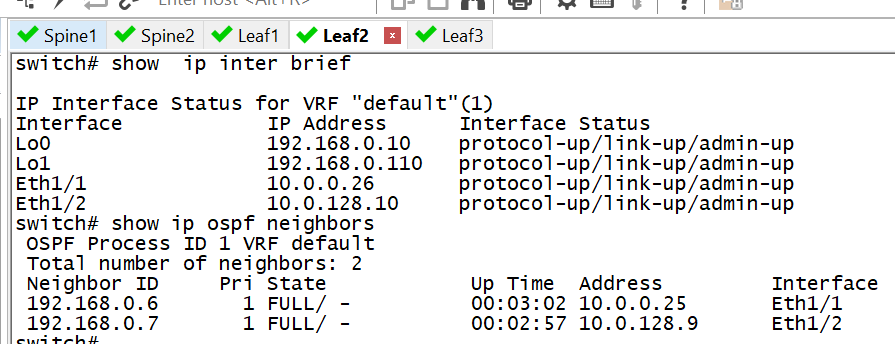 Enter host <Alt+R>
Spine1 Spine2 Leaf1 Leaf2 x Leaf3
switch# show  ip inter brief
IP Interface Status for VRF "default"(1)
Interface            IP Address      Interface Status
Lo0                  192.168.0.10    protocol-up/link-up/admin-up
Lo1                  192.168.0.110   protocol-up/link-up/admin-up
Eth1/1               10.0.0.26       protocol-up/link-up/admin-up
Eth1/2               10.0.128.10     protocol-up/link-up/admin-up
switch# show ip ospf neighbors
 OSPF Process ID 1 VRF default
 Total number of neighbors: 2
 Neighbor ID     Pri State            Up Time  Address         Interface
 192.168.0.6       1 FULL/ -          00:03:02 10.0.0.25       Eth1/1
 192.168.0.7       1 FULL/ -          00:02:57 10.0.128.9      Eth1/2
switch#